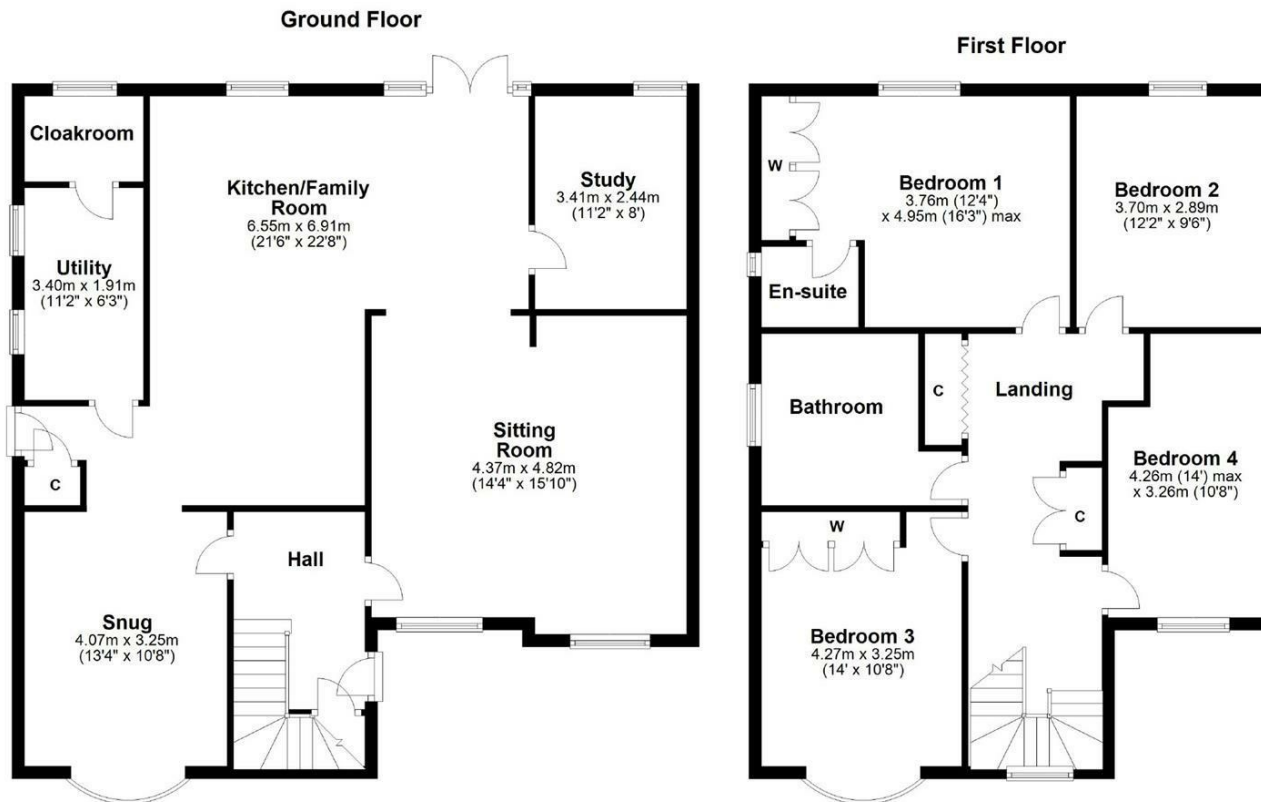 Ground Floor
Cloakroom
Kitchen/Family
Room
6.55m x 6.91m
(21'6" x 22'8")
Study
3.41m x 2.44m
(11'2" x 8')
Utility
3.40m x 1.91m
(11'2" x 6'3")
C
Sitting
Room
4.37m x 4.82m
(14'4" x 15'10")
Hall
Snug
4.07m x 3.25m
(13'4" x 10'8")
First Floor
W
Bedroom 1
3.76m (12'4")
x 4.95m (16'3") max
Bedroom 2
3.70m x 2.89m
(12'2" x 9'6")
En-suite
Bathroom
C
Landing
Bedroom 4
4.26m (14') max
x 3.26m (10'8")
C
W
Bedroom 3
4.27m x 3.25m
(14' x 10'8")